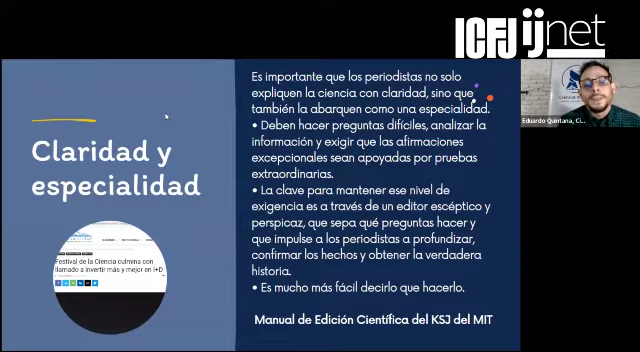 ICFJ ijnet
Es importante que los periodistas no solo
expliquen la ciencia con claridad, sino que
también la abarquen como una especialidad.
• Deben hacer preguntas difíciles, analizar la
información y exigir que las afirmaciones
excepcionales sean apoyadas por pruebas
extraordinarias.
• La clave para mantener ese nivel de
exigencia es a través de un editor escéptico y
perspicaz, que sepa qué preguntas hacer y
que impulse a los periodistas a profundizar,
confirmar los hechos y obtener la verdadera
historia.
• Es mucho más fácil decirlo que hacerlo.
Manual de Edición Científica del KSJ del MIT
Claridad y
especialidad
Festival de la Ciencia culmina con
llamado a invertir más y mejor en I+D
Eduardo Quintana, Ci...